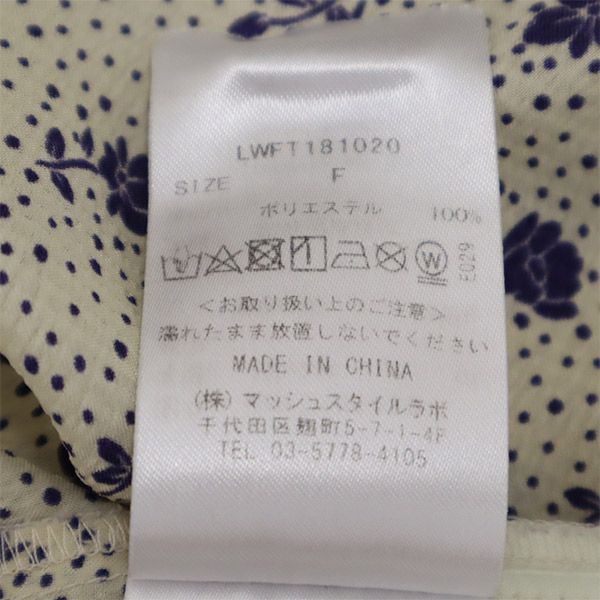 LWFT181020
SIZE F
ポリエステル 100%
W E029
<お取り扱い上のご注意>
濡れたまま放置しないでください
MADE IN CHINA
(株)マッシュスタイルラボ
千代田区麹町5-7-1-4F
TEL 03-5778-4105